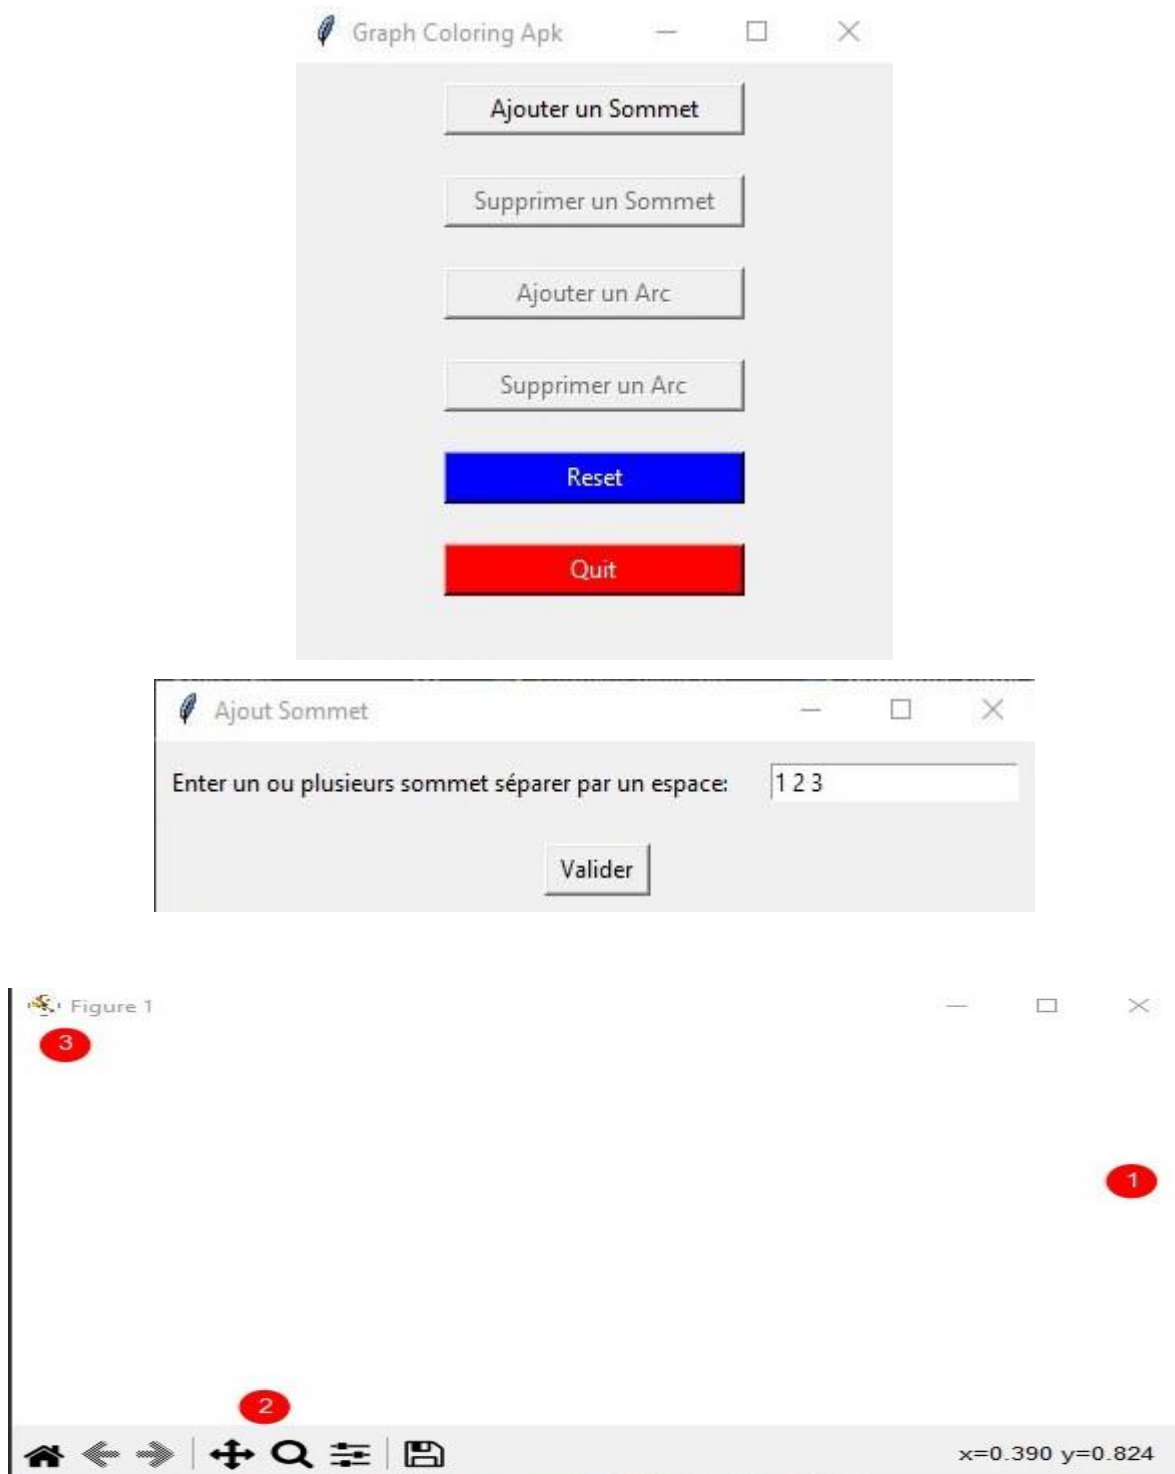 Graph Coloring Apk
Ajouter un Sommet
Supprimer un Sommet
Ajouter un Arc
Supprimer un Arc
Reset
Quit
Ajout Sommet
Enter un ou plusieurs sommet séparer par un espace: 1 2 3
Valider
Figure 1
3
1
2
x=0.390 y=0.824